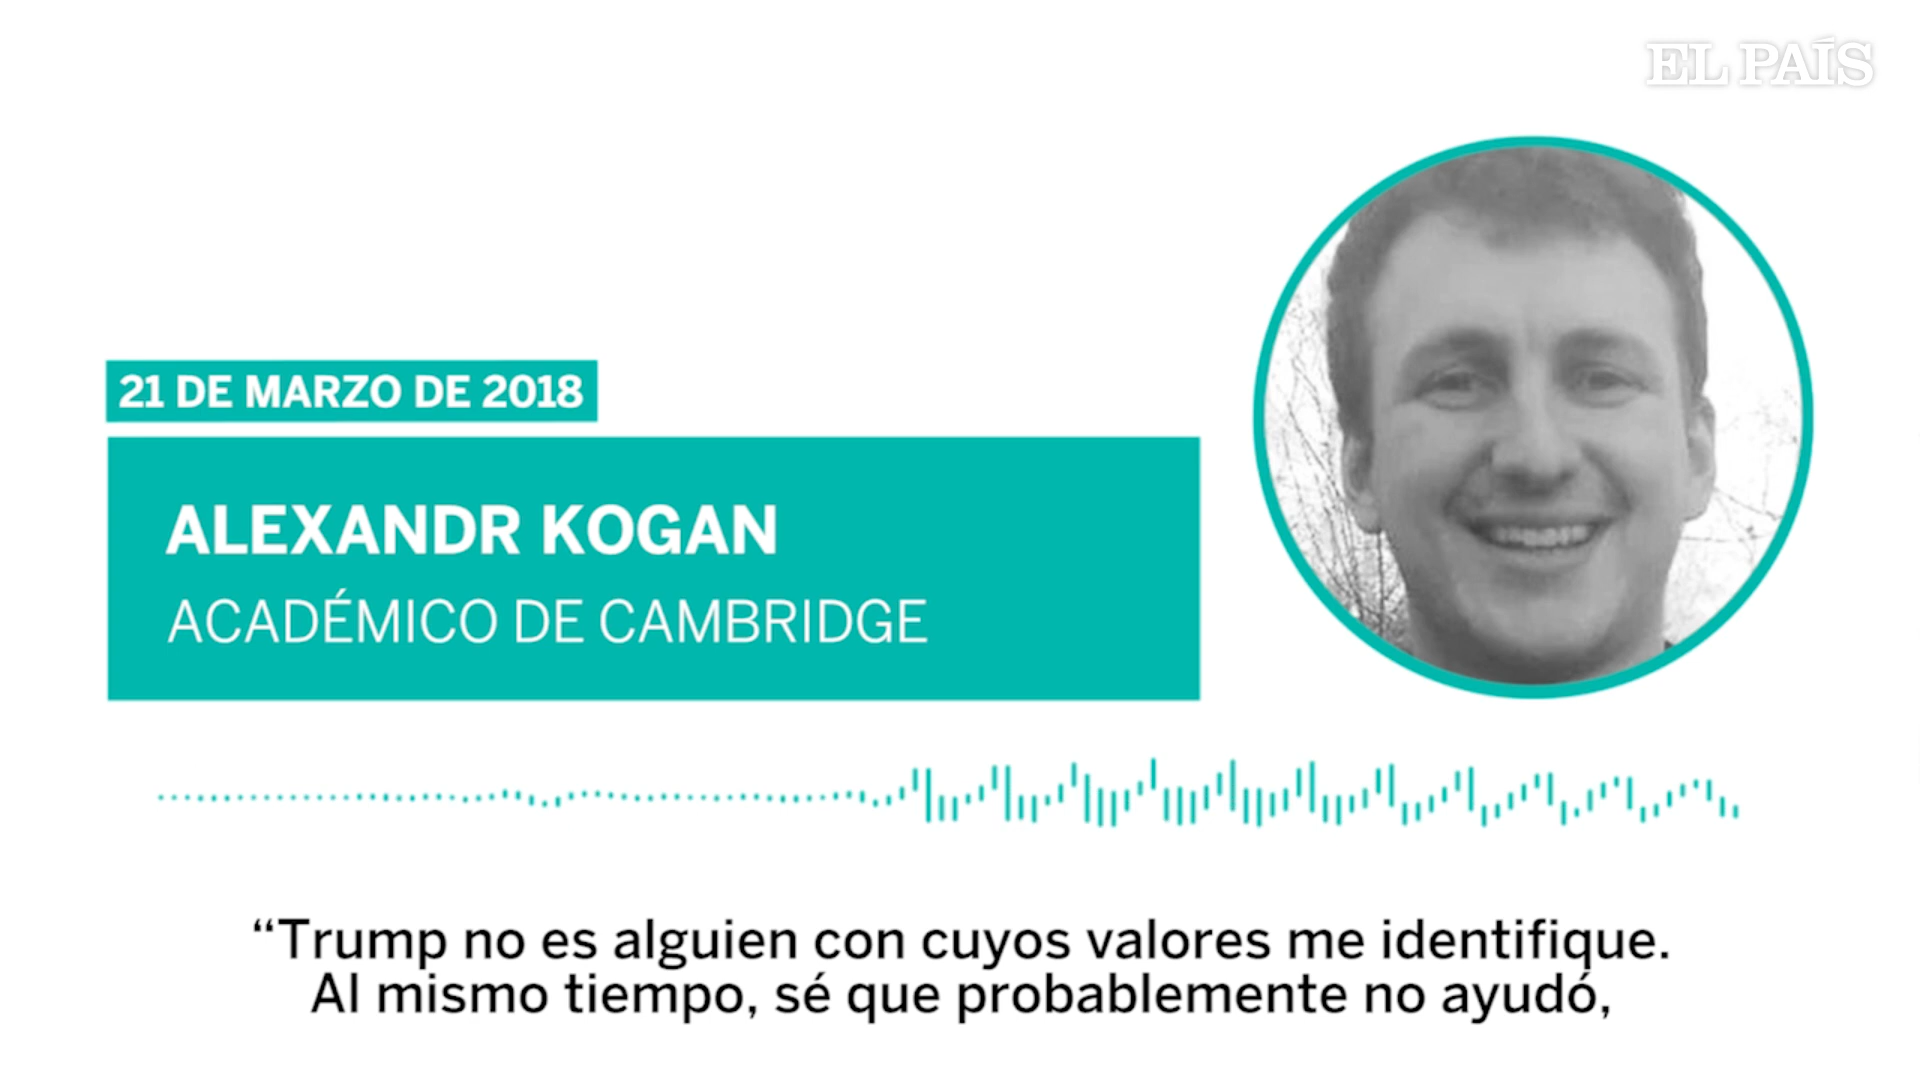 EL PAÍS
21 DE MARZO DE 2018
ALEXANDR KOGAN
ACADÉMICO DE CAMBRIDGE
“Trump no es alguien con cuyos valores me identifique.
Al mismo tiempo, sé que probablemente no ayudó,